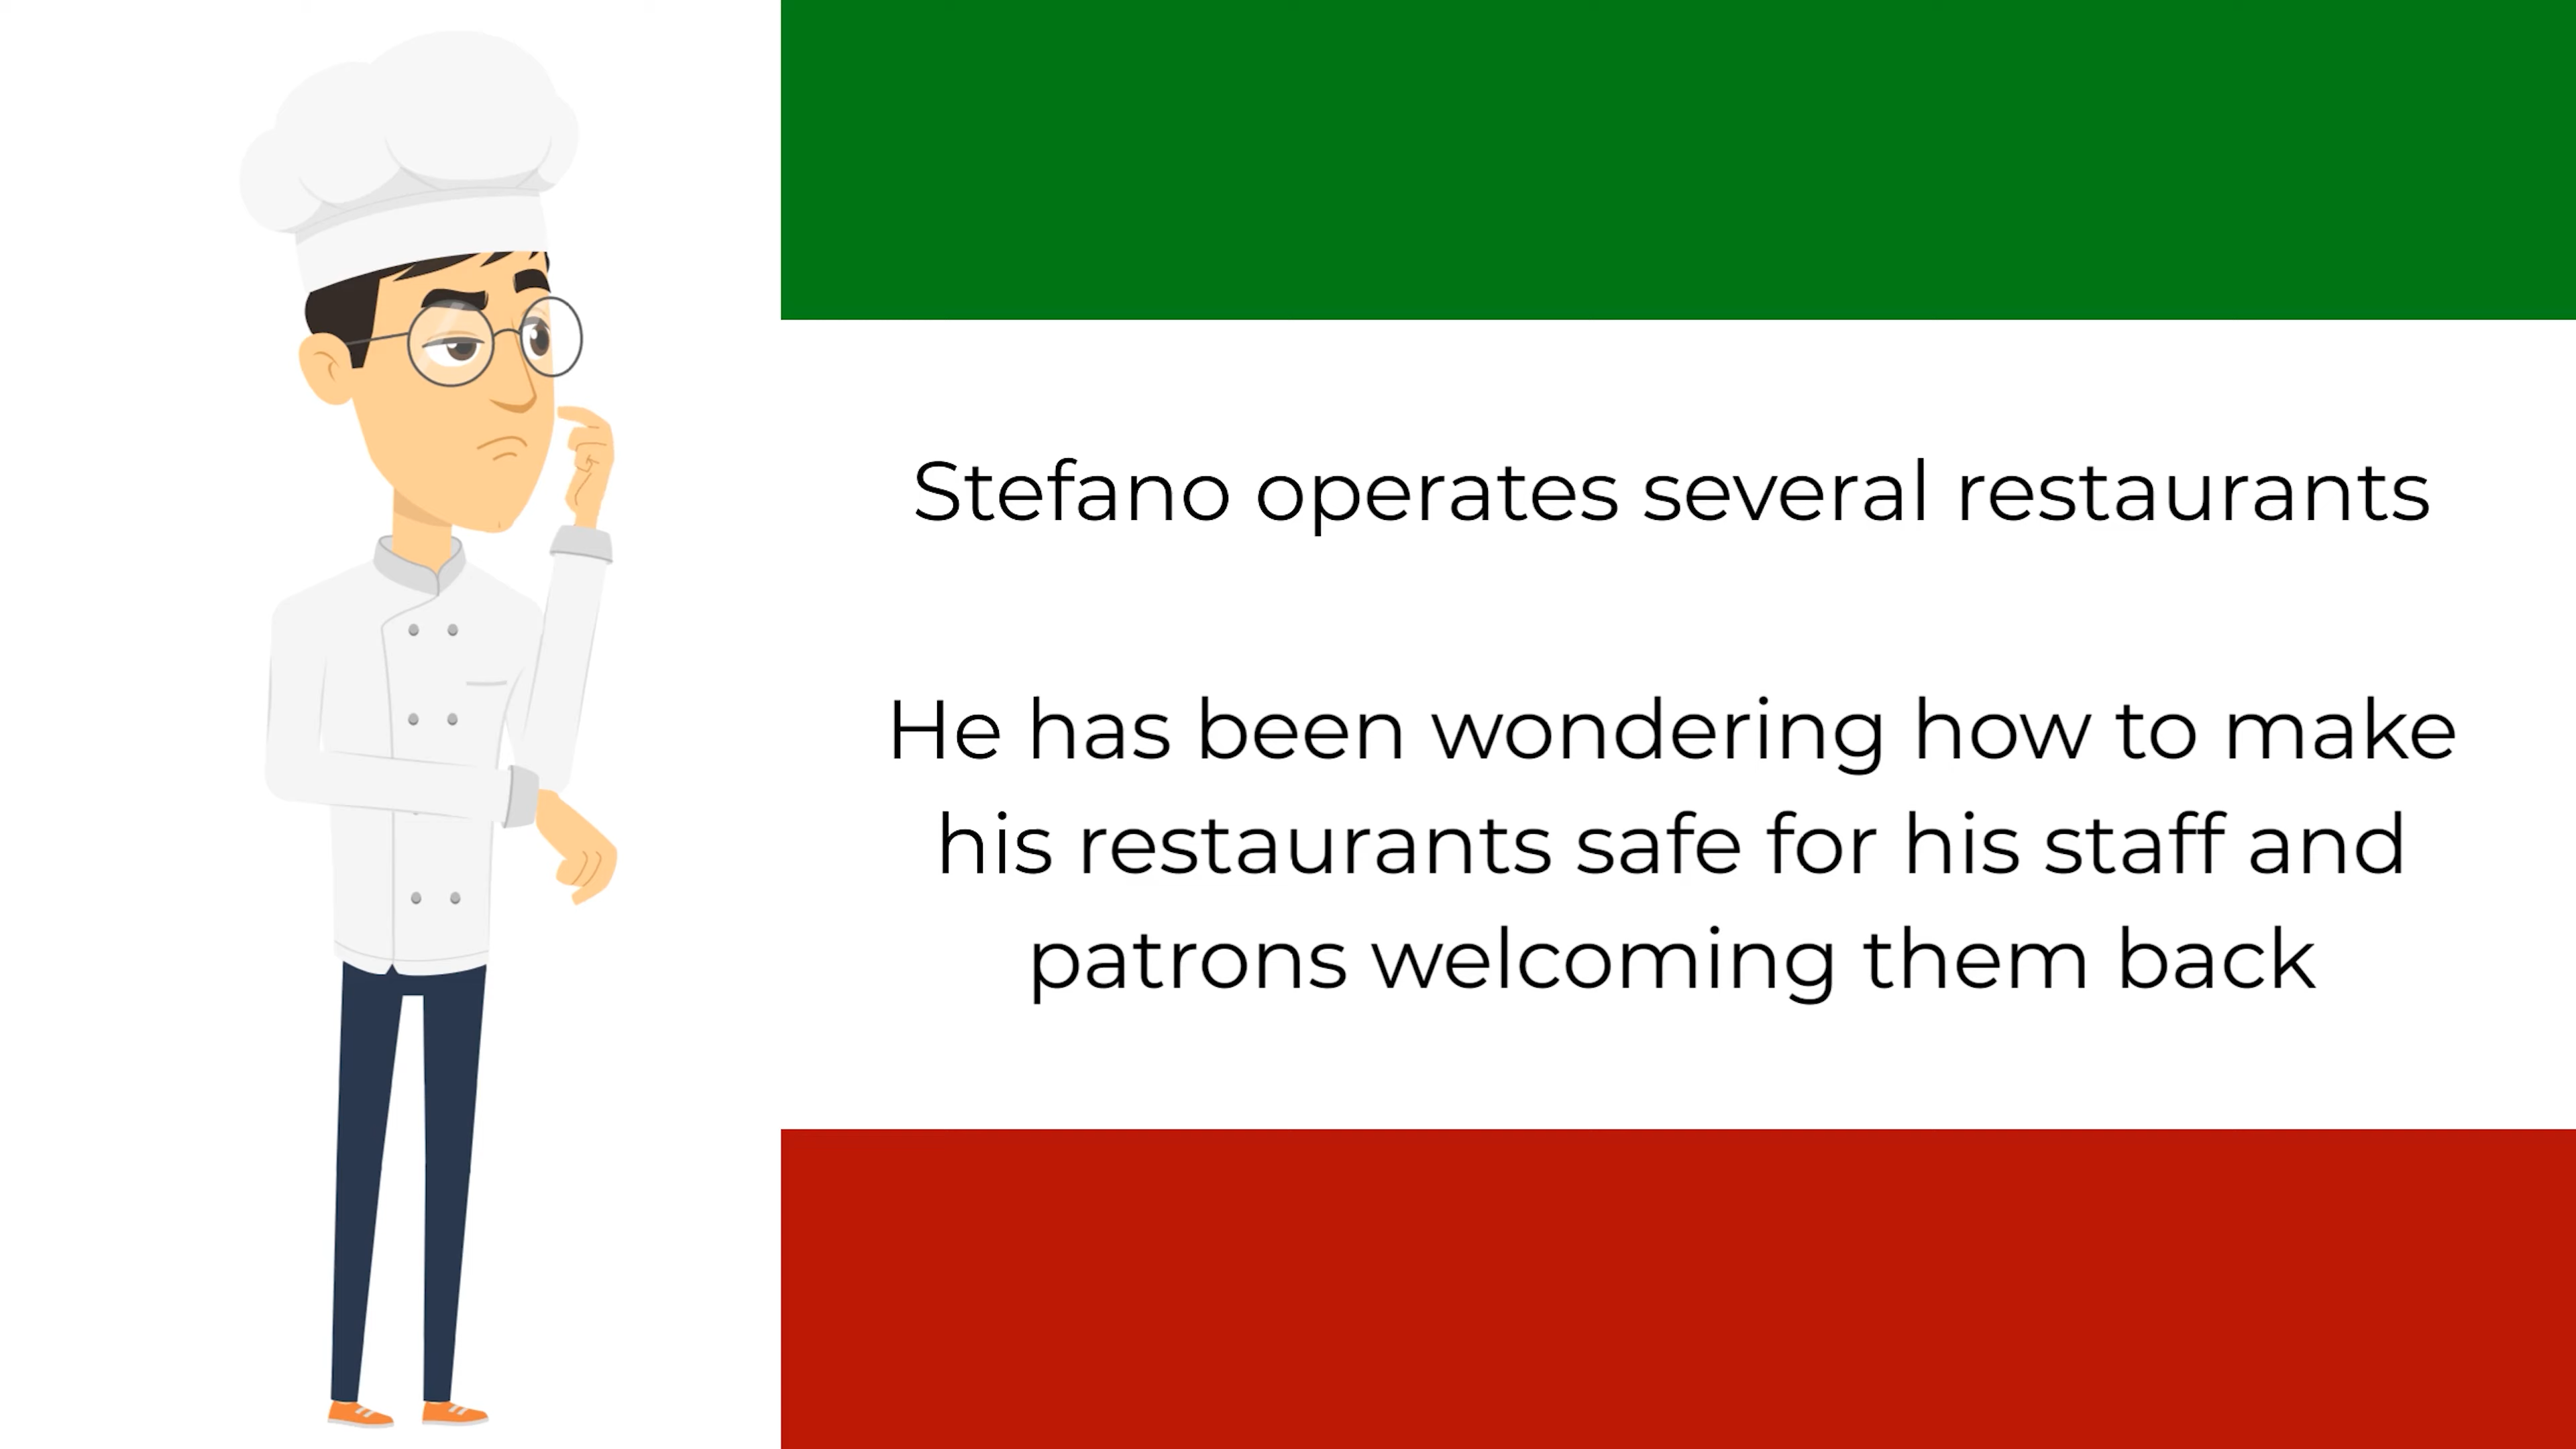 Stefano operates several restaurants
He has been wondering how to make
his restaurants safe for his staff and
patrons welcoming them back